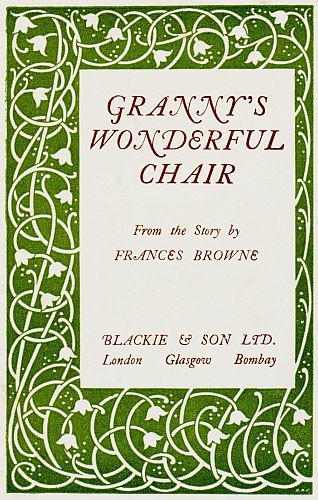 GRANNY'S
WONDERFUL
CHAIR
From the Story by
FRANCES BROWNE
BLACKIE & SON LTD.
London Glasgow Bombay